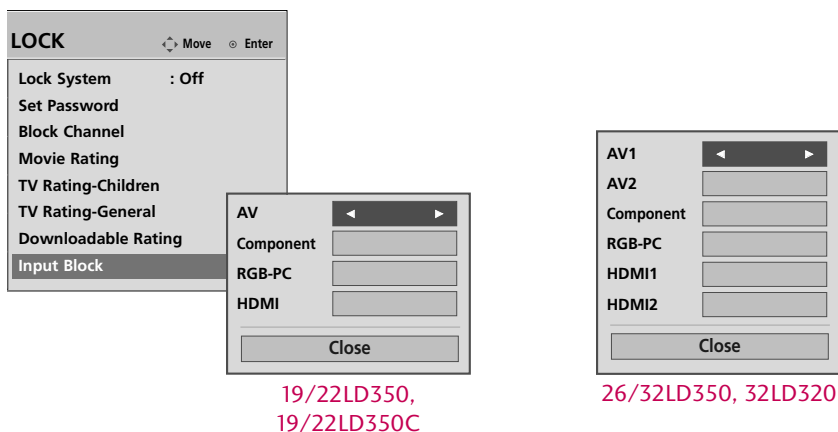 LOCK Move Enter
Lock System : Off
Set Password
Block Channel
Movie Rating
TV Rating-Children
TV Rating-General
Downloadable Rating
Input Block
AV
Component
RGB-PC
HDMI
Close
19/22LD350,
19/22LD350C
AV1
AV2
Component
RGB-PC
HDMI1
HDMI2
Close
26/32LD350, 32LD320